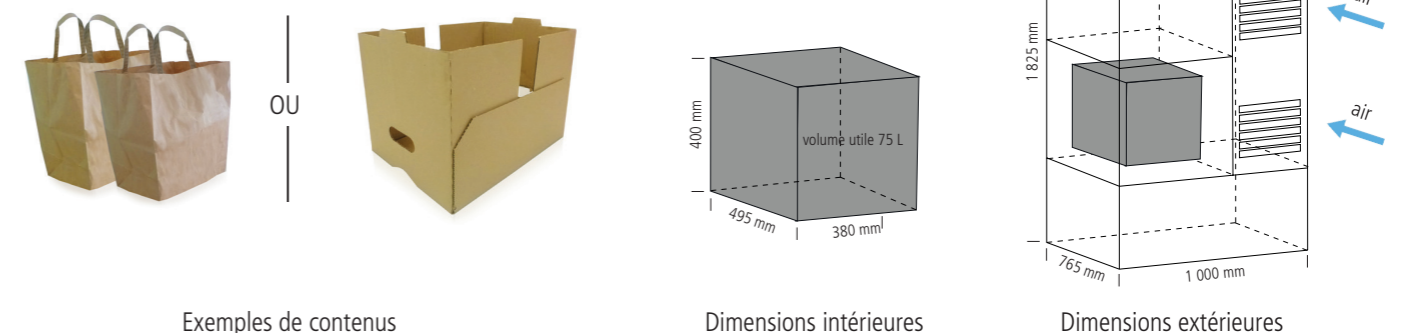 OU
400 mm
volume utile 75 L
495 mm
380 mm
1 825 mm
air
765 mm
1 000 mm
Exemples de contenus
Dimensions intérieures
Dimensions extérieures